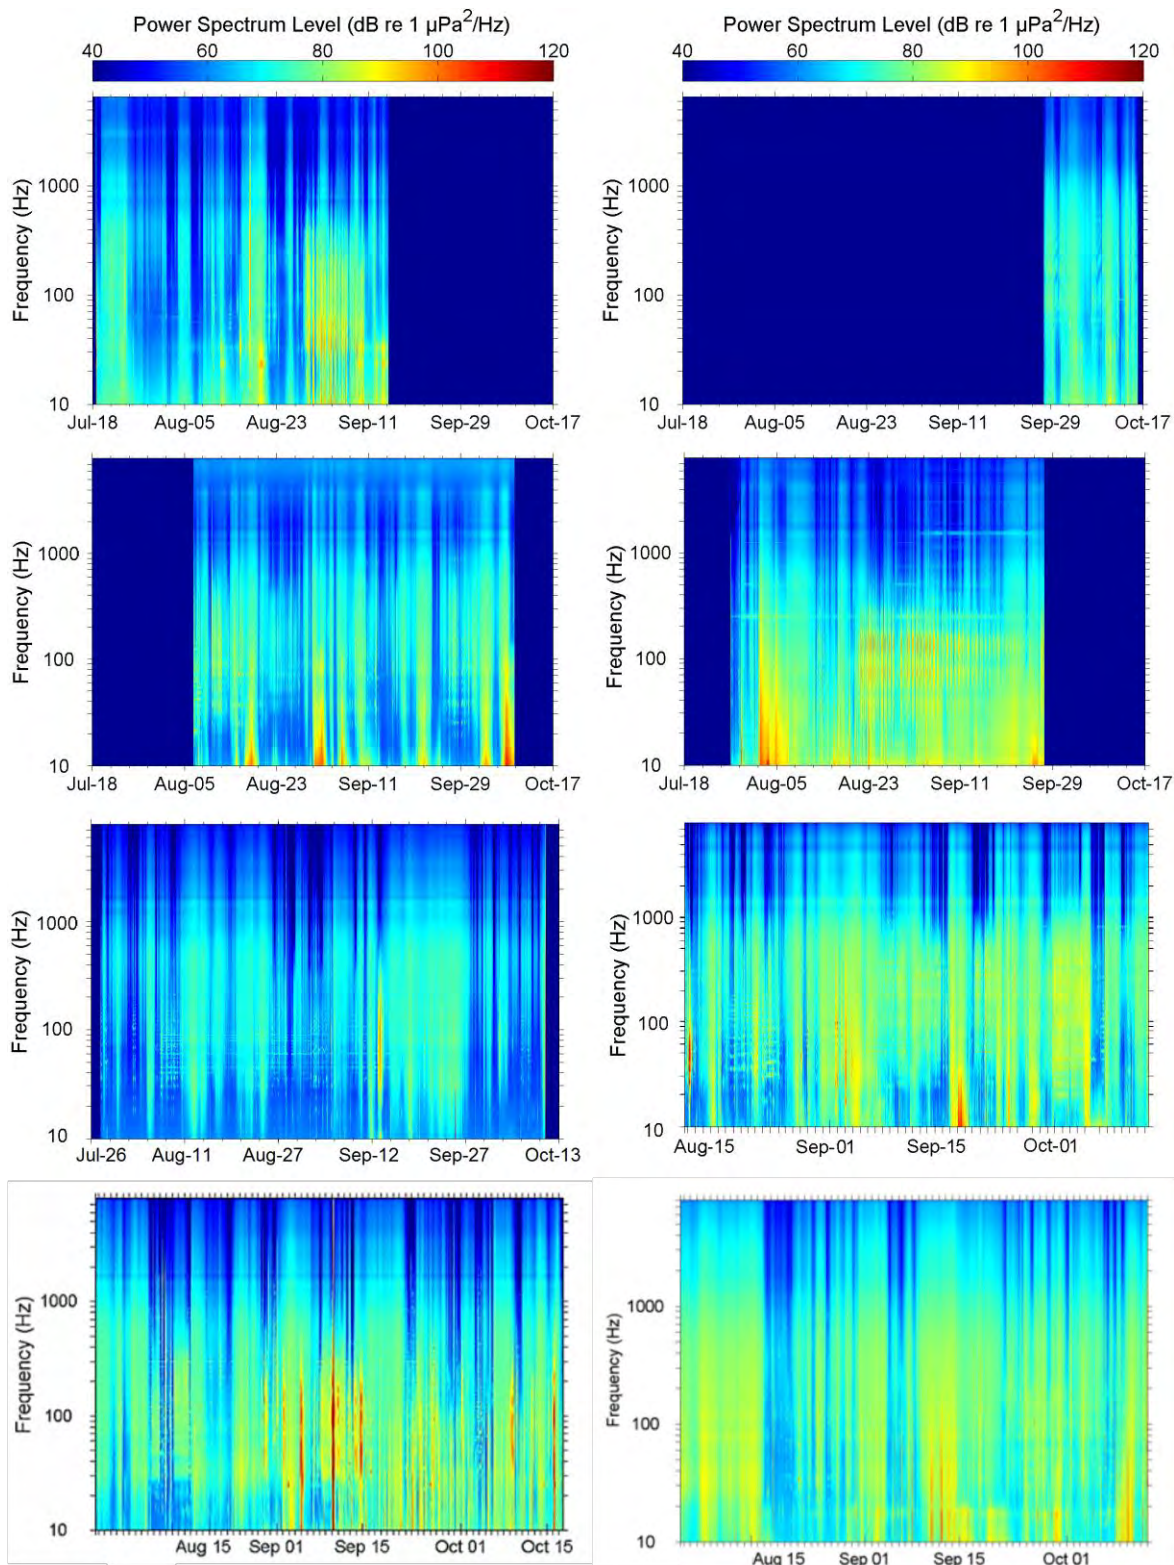 Power Spectrum Level (dB re 1 µPa²/Hz)
40 60 80 100 120
Power Spectrum Level (dB re 1 µPa²/Hz)
40 60 80 100 120
Frequency (Hz)
1000
100
10
Jul-18 Aug-05 Aug-23 Sep-11 Sep-29 Oct-17
Frequency (Hz)
1000
100
10
Jul-18 Aug-05 Aug-23 Sep-11 Sep-29 Oct-17
Frequency (Hz)
1000
100
10
Jul-18 Aug-05 Aug-23 Sep-11 Sep-29 Oct-17
Frequency (Hz)
1000
100
10
Jul-18 Aug-05 Aug-23 Sep-11 Sep-29 Oct-17
Frequency (Hz)
1000
100
10
Jul-26 Aug-11 Aug-27 Sep-12 Sep-27 Oct-13
Frequency (Hz)
1000
100
10
Aug-15 Sep-01 Sep-15 Oct-01
Frequency (Hz)
1000
100
10
Aug 15 Sep 01 Sep 15 Oct 01 Oct 15
Frequency (Hz)
1000
100
10
Aug 15 Sep 01 Sep 15 Oct 01